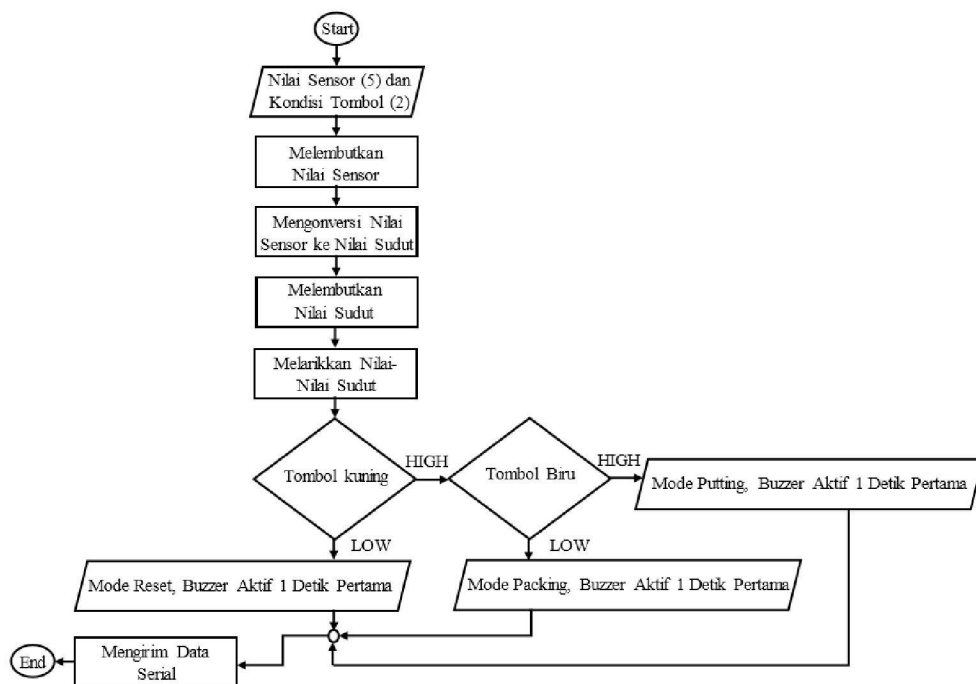 Start
Nilai Sensor (5) dan
Kondisi Tombol (2)
Melembutkan
Nilai Sensor
Mengonversi Nilai
Sensor ke Nilai Sudut
Melembutkan
Nilai Sudut
Melarikkan Nilai-
Nilai Sudut
Tombol kuning
HIGH
Tombol Biru
HIGH
Mode Putting, Buzzer Aktif 1 Detik Pertama
LOW
LOW
Mode Reset, Buzzer Aktif 1 Detik Pertama
Mode Packing, Buzzer Aktif 1 Detik Pertama
Mengirim Data
Serial
End